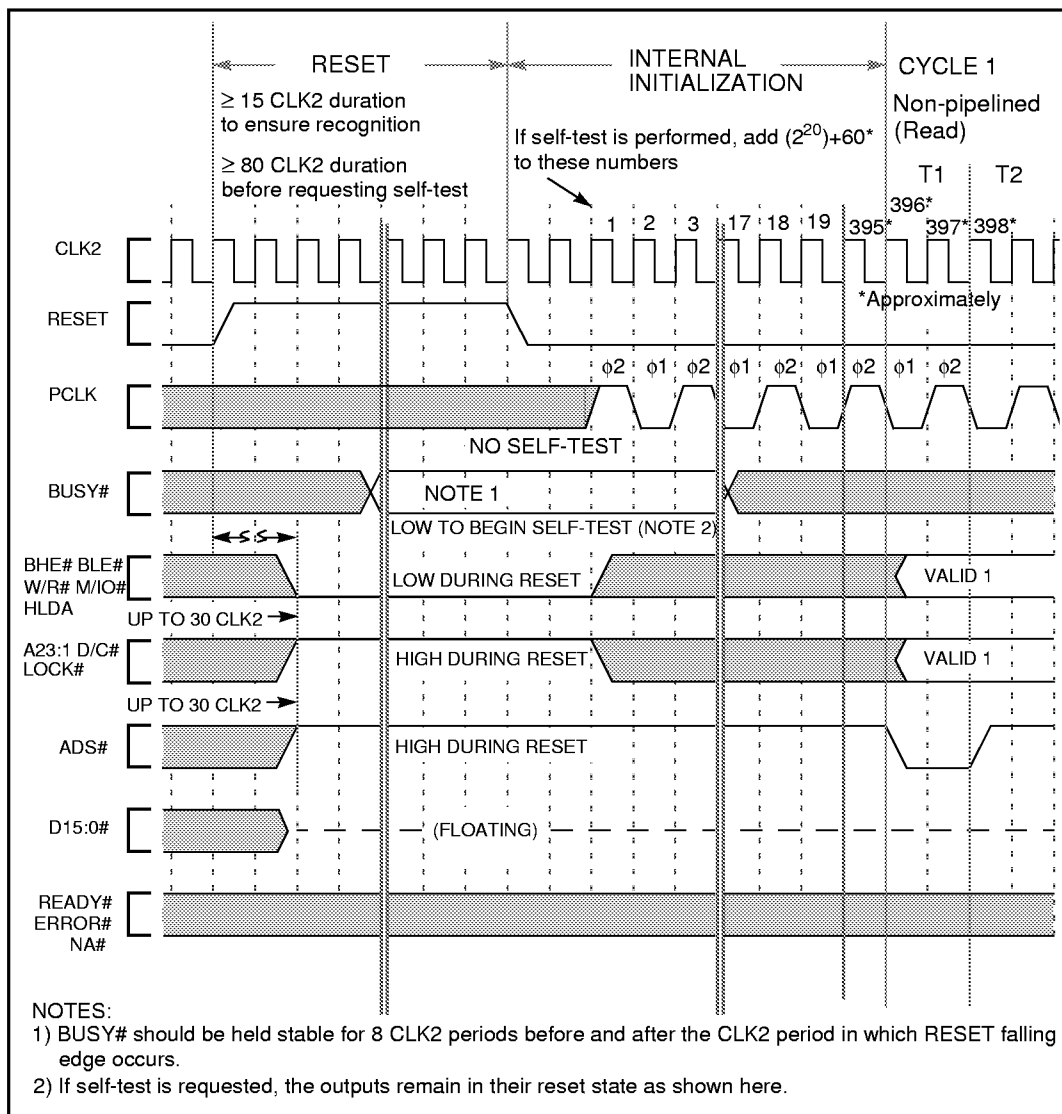 RESET
INTERNAL
INITIALIZATION
CYCLE 1
≥ 15 CLK2 duration
to ensure recognition
≥ 80 CLK2 duration
before requesting self-test
If self-test is performed, add (2²⁰)+60*
to these numbers
Non-pipelined
(Read)
T1 T2
1 2 3 17 18 19 395* 396* 397* 398*
CLK2
*Approximately
RESET
ϕ2 ϕ1 ϕ2 ϕ1 ϕ2 ϕ1 ϕ2 ϕ1 ϕ2
PCLK
NO SELF-TEST
BUSY#
NOTE 1
LOW TO BEGIN SELF-TEST (NOTE 2)
≤ ≤
BHE# BLE#
W/R# M/IO#
HLDA
LOW DURING RESET
VALID 1
UP TO 30 CLK2
A23:1 D/C#
LOCK#
HIGH DURING RESET
VALID 1
UP TO 30 CLK2
ADS#
HIGH DURING RESET
D15:0#
(FLOATING)
READY#
ERROR#
NA#
NOTES:
1) BUSY# should be held stable for 8 CLK2 periods before and after the CLK2 period in which RESET falling
edge occurs.
2) If self-test is requested, the outputs remain in their reset state as shown here.